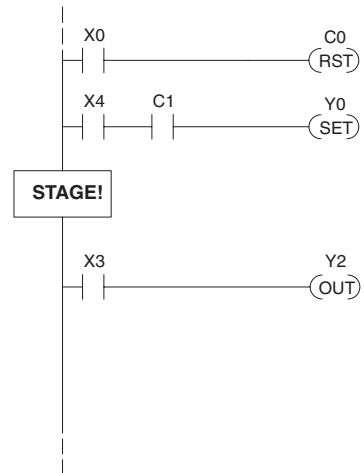 X0 C0
RST
X4 C1 Y0
SET
STAGE!
X3 Y2
OUT